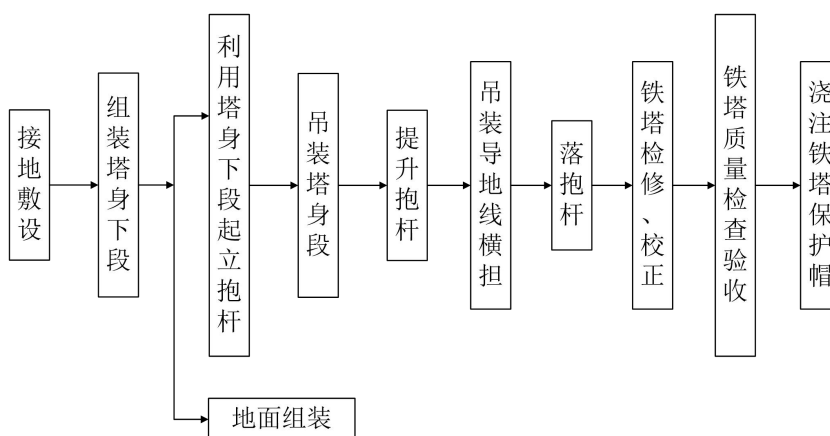 接地敷设
组装塔身下段
利用塔身下段起立抱杆
吊装塔身段
提升抱杆
吊装导地线横担
落抱杆
铁塔检修、校正
铁塔质量检查验收
浇注铁塔保护帽
地面组装